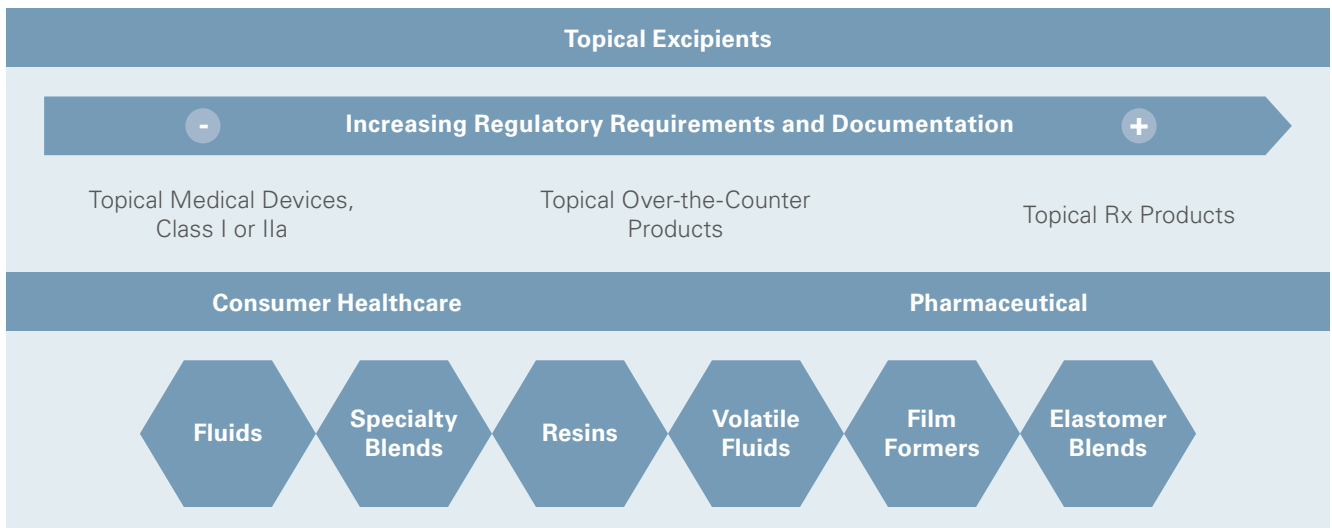 Topical Excipients
- Increasing Regulatory Requirements and Documentation +
Topical Medical Devices,
Class I or IIa
Topical Over-the-Counter
Products
Topical Rx Products
Consumer Healthcare
Pharmaceutical
Fluids
Specialty
Blends
Resins
Volatile
Fluids
Film
Formers
Elastomer
Blends